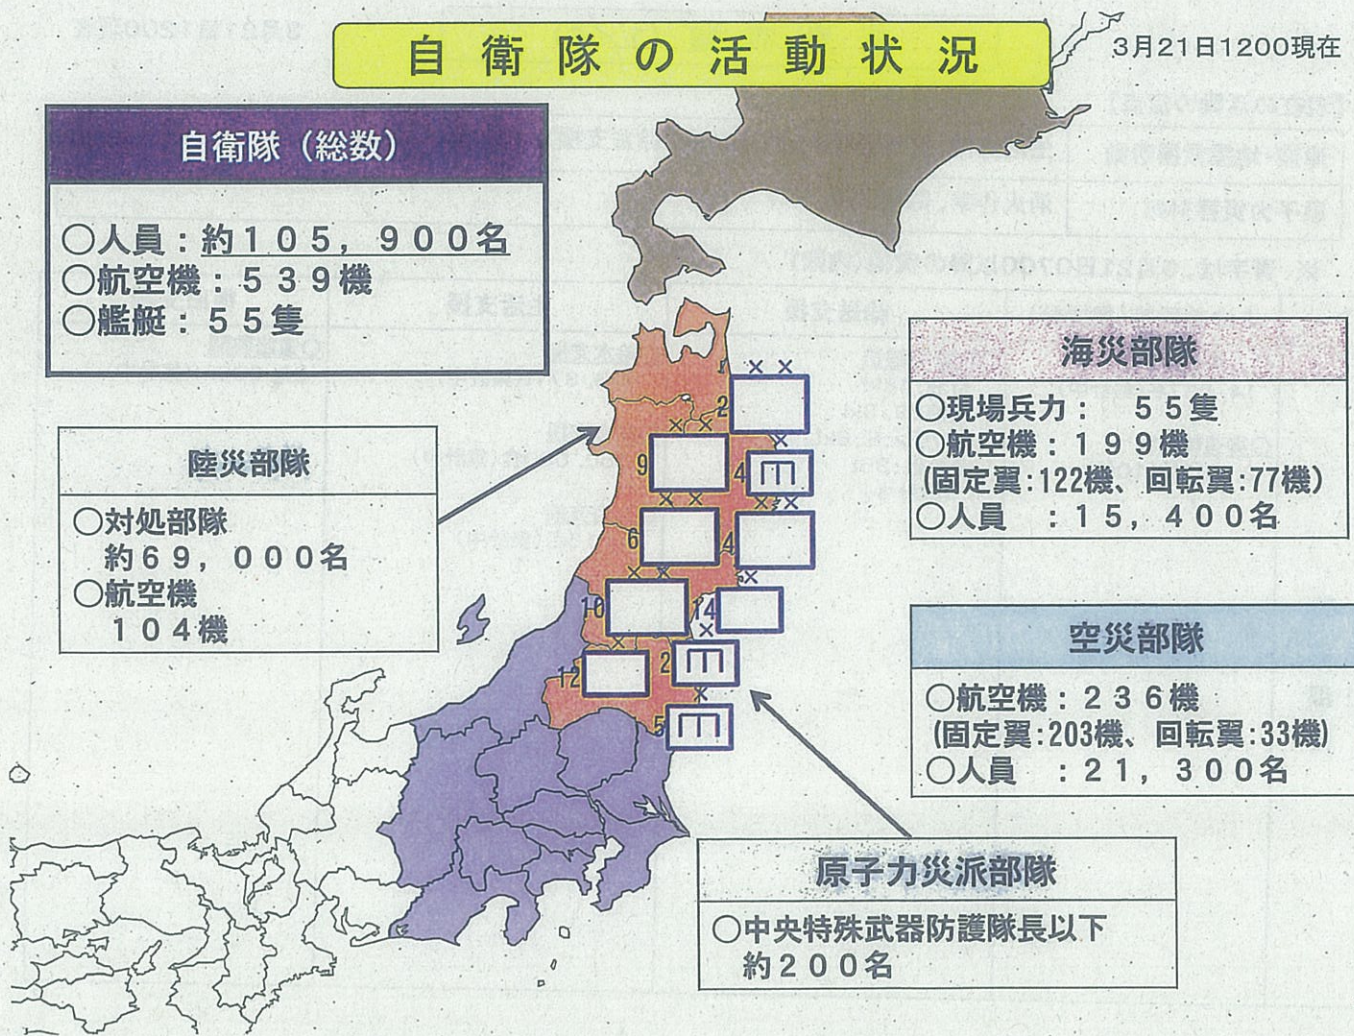 自衛隊の活動状況
3月21日1200現在
自衛隊（総数）
○人員：約105，900名
○航空機：539機
○艦艇：55隻
海災部隊
○現場兵力：　55隻
○航空機：199機
(固定翼:122機、回転翼:77機)
○人員　：15，400名
陸災部隊
○対処部隊
約69，000名
○航空機
104機
空災部隊
○航空機：236機
(固定翼:203機、回転翼:33機)
○人員　：21，300名
原子力災派部隊
○中央特殊武器防護隊長以下
約200名
××
2
××
9
×
4
××
6
××
4
××
10
×
14
×
12
×
2
×
5